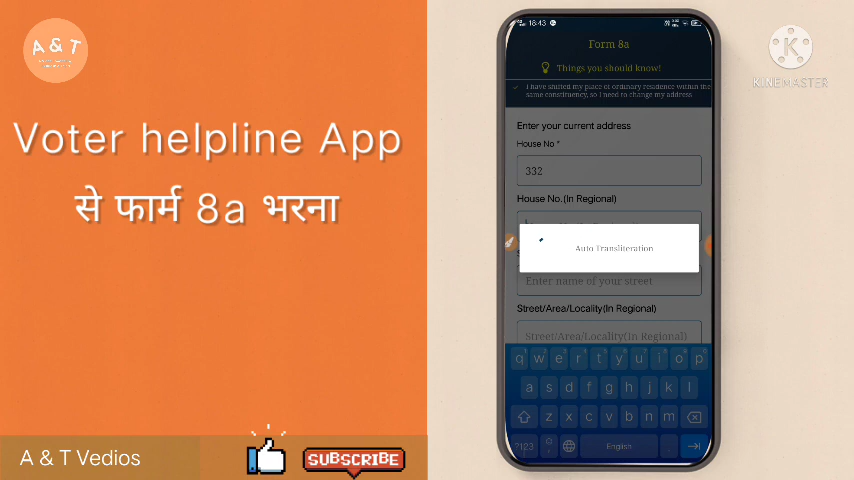 A & T
Voter helpline App
से फार्म 8a भरना
A & T Vedios
SUBSCRIBE
K
KINEMASTER
18:43
Form 8a
Things you should know!
I have shifted my place of ordinary residence within the
same constituency, so I need to change my address
Enter your current address
House No *
332
House No.(In Regional)
Auto Transliteration
Enter name of your street
Street/Area/Locality(In Regional)
Street/Area/Locality(In Regional)
q w e r t y u i o p
a s d f g h j k l
z x c v b n m
?123 English